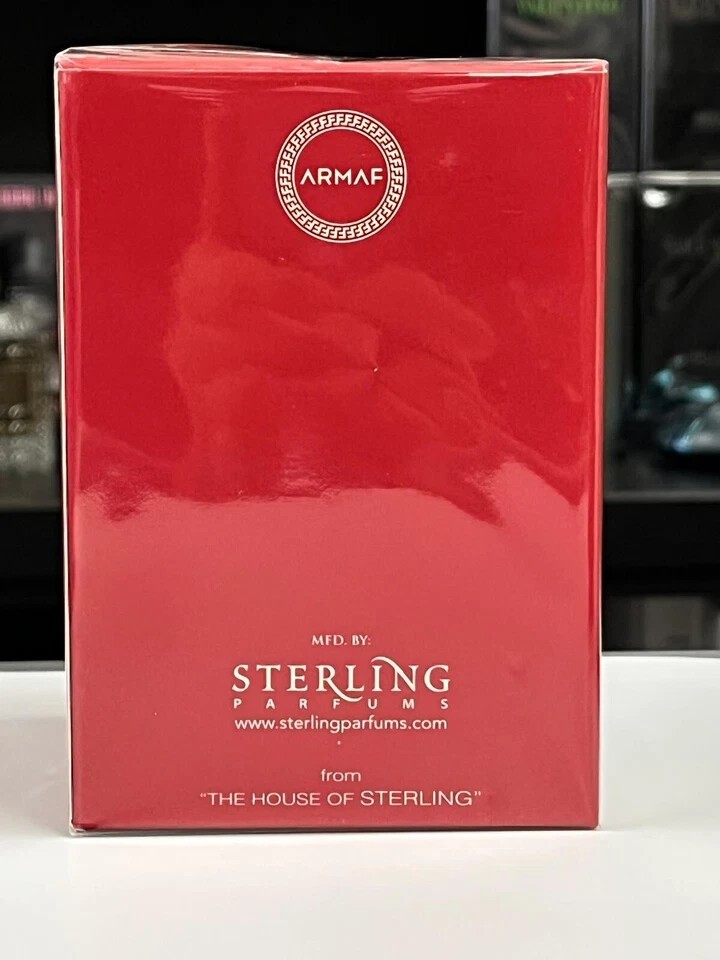 ARMAF
MFD. BY:
STERLING
PARFUMS
www.sterlingparfums.com
from
"THE HOUSE OF STERLING"